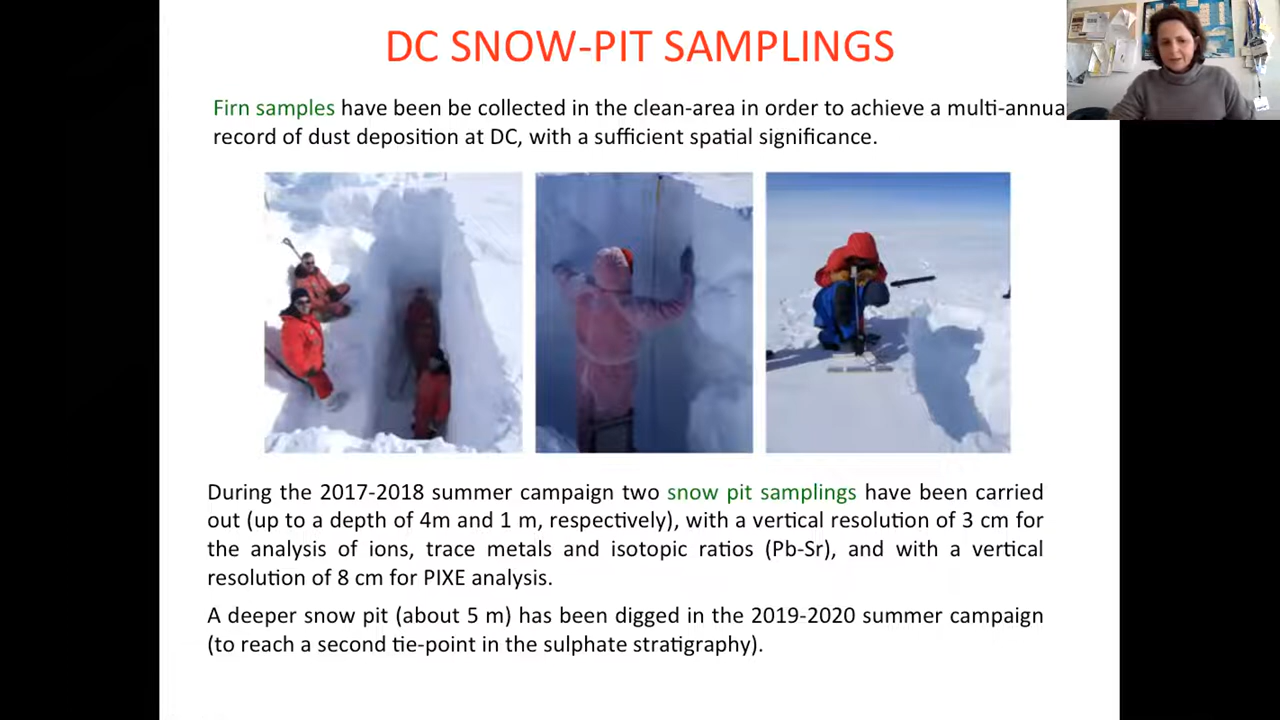 DC SNOW-PIT SAMPLINGS
Firn samples have been be collected in the clean-area in order to achieve a multi-annua
record of dust deposition at DC, with a sufficient spatial significance.
During the 2017-2018 summer campaign two snow pit samplings have been carried
out (up to a depth of 4m and 1 m, respectively), with a vertical resolution of 3 cm for
the analysis of ions, trace metals and isotopic ratios (Pb-Sr), and with a vertical
resolution of 8 cm for PIXE analysis.
A deeper snow pit (about 5 m) has been digged in the 2019-2020 summer campaign
(to reach a second tie-point in the sulphate stratigraphy).